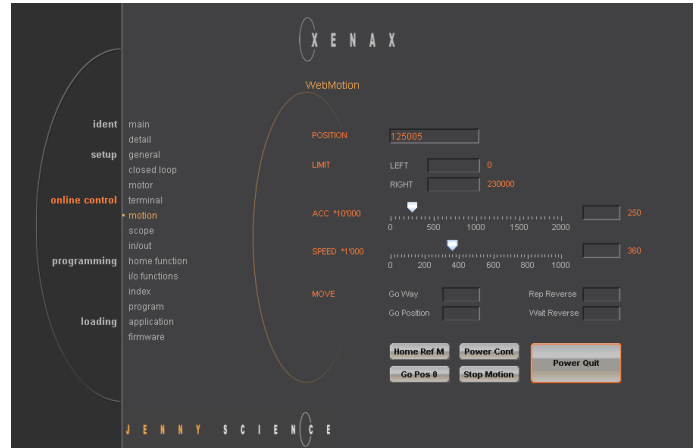 XENAX
WebMotion
ident main
detail
setup general
closed loop
motor
online control terminal
motion
scope
in/out
programming home function
i/o functions
index
program
loading application
firmware
POSITION 125005
LIMIT LEFT 0
RIGHT 230000
ACC *10'000 250
0 500 1000 1500 2000
SPEED *1'000 360
0 200 400 600 800 1000
MOVE Go Way Rep Reverse
Go Position Wait Reverse
Home Ref M Power Cont Power Quit
Go Pos 0 Stop Motion
JENNY SCIENCE